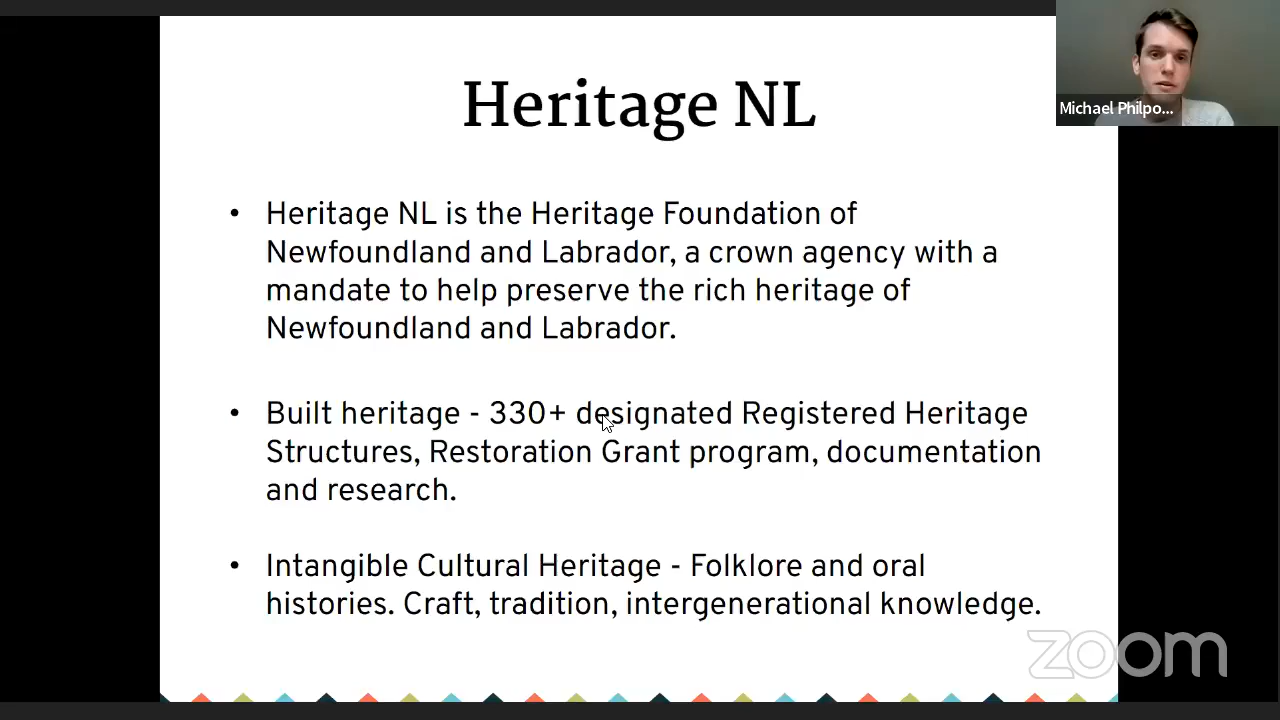 Heritage NL
Michael Philpo...
• Heritage NL is the Heritage Foundation of
Newfoundland and Labrador, a crown agency with a
mandate to help preserve the rich heritage of
Newfoundland and Labrador.
• Built heritage - 330+ designated Registered Heritage
Structures, Restoration Grant program, documentation
and research.
• Intangible Cultural Heritage - Folklore and oral
histories. Craft, tradition, intergenerational knowledge.
zoom